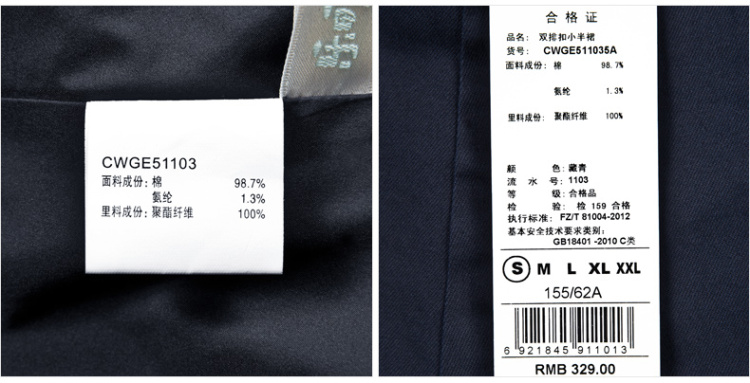 CWGE51103
面料成份: 棉 98.7%
氨纶 1.3%
里料成份: 聚酯纤维 100%
合格证
品名: 双排扣小半裙
货号: CWGE511035A
面料成份: 棉 98.7%
氨纶 1.3%
里料成份: 聚酯纤维 100%
颜 色: 藏青
流 水 号: 1103
等 级: 合格品
检 验: 检 159 合格
执行标准: FZ/T 81004-2012
基本安全技术要求类别:
GB18401 -2010 C类
S M L XL XXL
155/62A
6 921845 911013
RMB 329.00